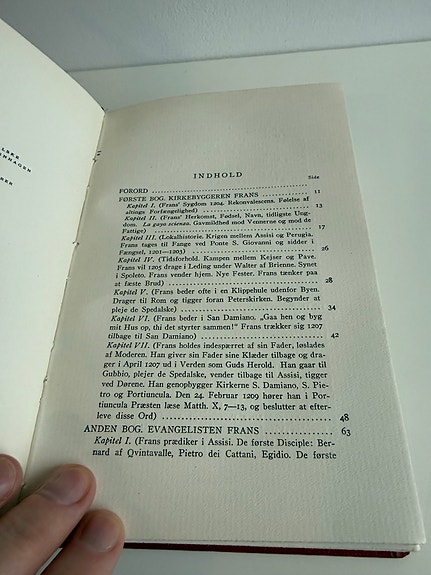 INDHOLD
Side
FORORD
FØRSTE BOG. KIRKEBYGGEREN FRANS ........ 11
Kapitel I. (Frans' Sygdom 1204. Rekonvalescens. Følelse af
altings Forfængelighed) ........ 13
Kapitel II. (Frans' Herkomst, Fødsel, Navn, tidligste Ung-
dom. La gaya scienza. Gavmildhed mod Vennerne og mod de
Fattige) ........ 17
Kapitel III. (Lokalhistorie. Krigen mellem Assisi og Perugia.
Frans tages til Fange ved Ponte S. Giovanni og sidder i
Fængsel, 1201—1203) ........ 26
Kapitel IV. (Tidsforhold. Kampen mellem Kejser og Pave.
Frans vil 1205 drage i Leding under Walter af Brienne. Synet
i Spoleto. Frans vender hjem. Nye Fester. Frans tænker paa
at fæste Brud) ........ 28
Kapitel V. (Frans beder ofte i en Klippehule udenfor Byen.
Drager til Rom og tigger foran Peterskirken. Begynder at
pleje de Spedalske) ........ 34
Kapitel VI. (Frans beder i San Damiano. „Gaa hen og byg
mit Hus op, thi det styrter sammen!" Frans trækker sig 1207
tilbage til San Damiano) ........ 42
Kapitel VII. (Frans holdes indespærret af sin Fader, løslades
af Moderen. Han giver sin Fader sine Klæder tilbage og dra-
ger i April 1207 ud i Verden som Guds Herold. Han gaar til
Gubbio, plejer de Spedalske, vender tilbage til Assisi, tigger
ved Dørene. Han genopbygger Kirkerne S. Damiano, S. Pie-
tro og Portiuncula. Den 24. Februar 1209 hører han i Por-
tiuncula Præsten læse Matth. X, 7—13, og beslutter at efter-
leve disse Ord) ........ 48
ANDEN BOG. EVANGELISTEN FRANS ........ 63
Kapitel I. (Frans prædiker i Assisi. De første Disciple: Ber-
nard af Qvintavalle, Pietro dei Cattani, Egidio. De første